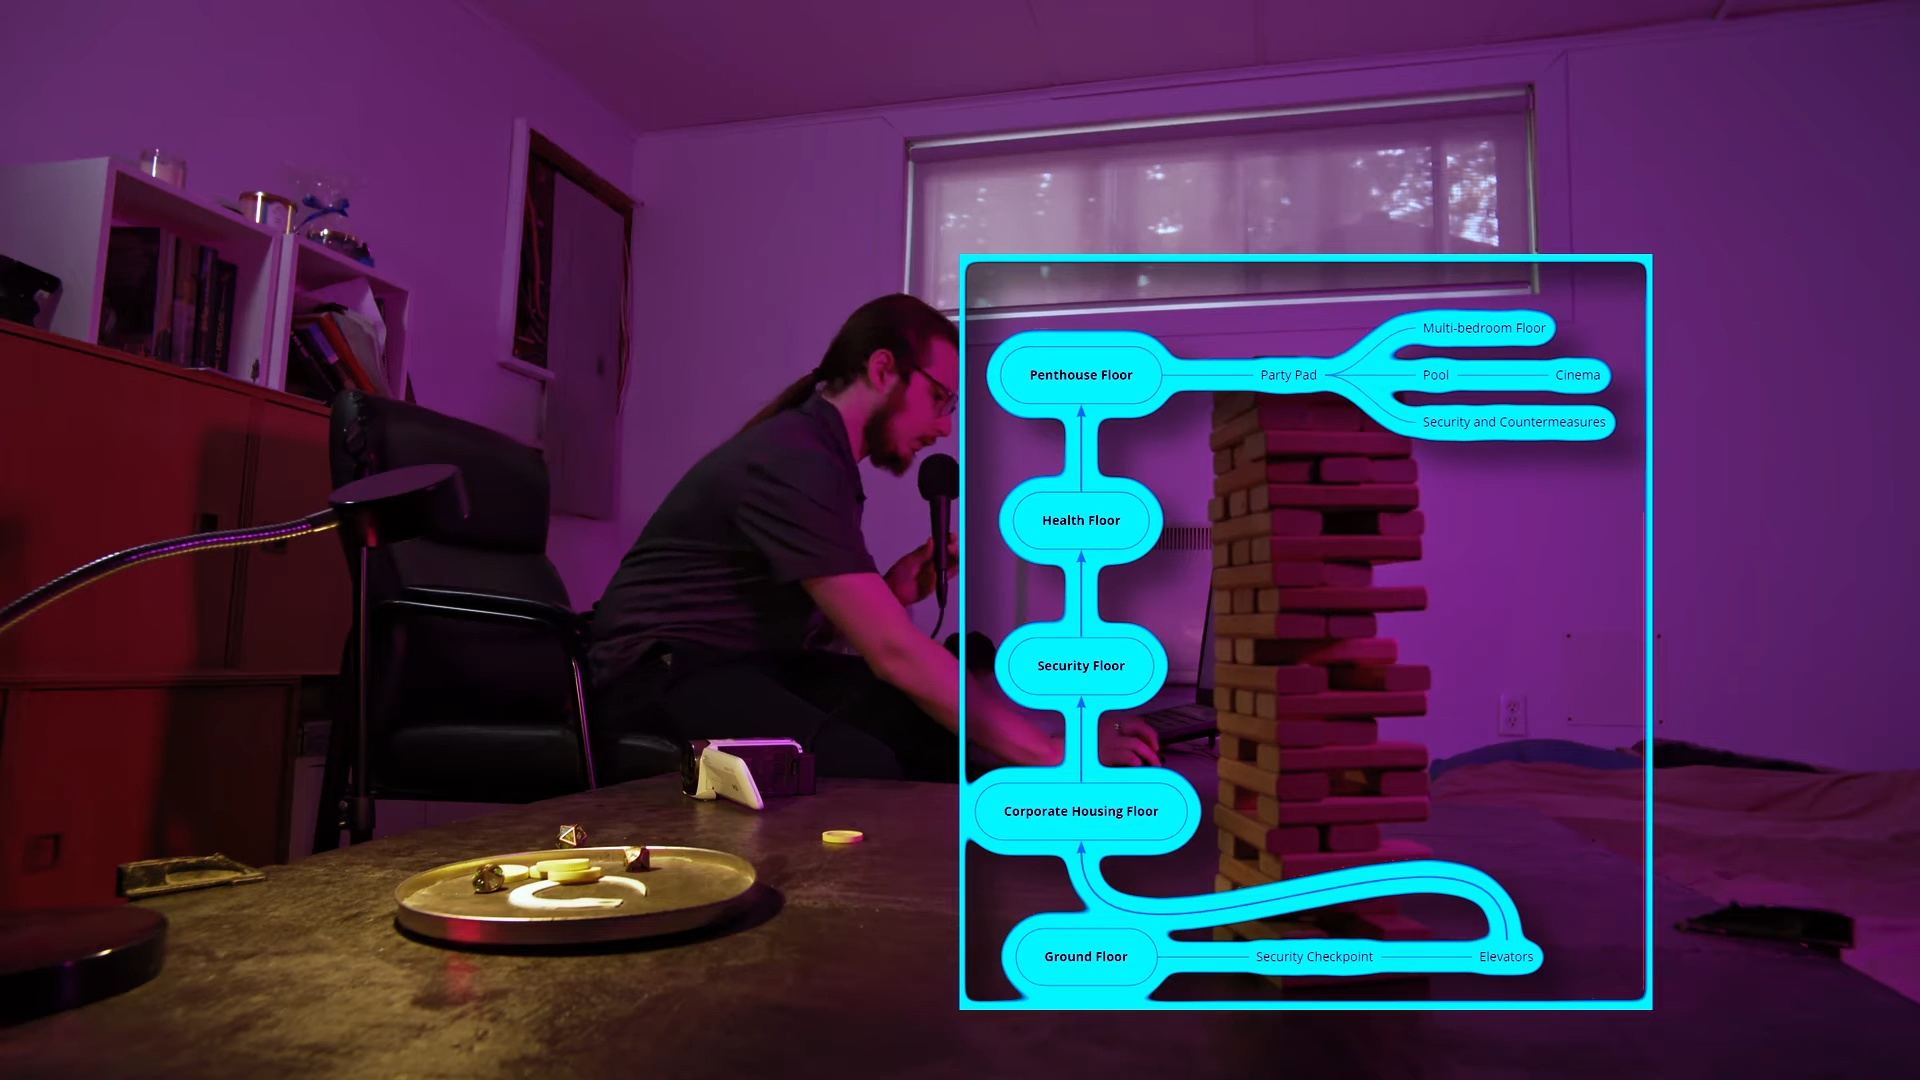 Multi-bedroom Floor
Penthouse Floor
Party Pad
Pool
Cinema
Security and Countermeasures
Health Floor
Security Floor
Corporate Housing Floor
Ground Floor
Security Checkpoint
Elevators